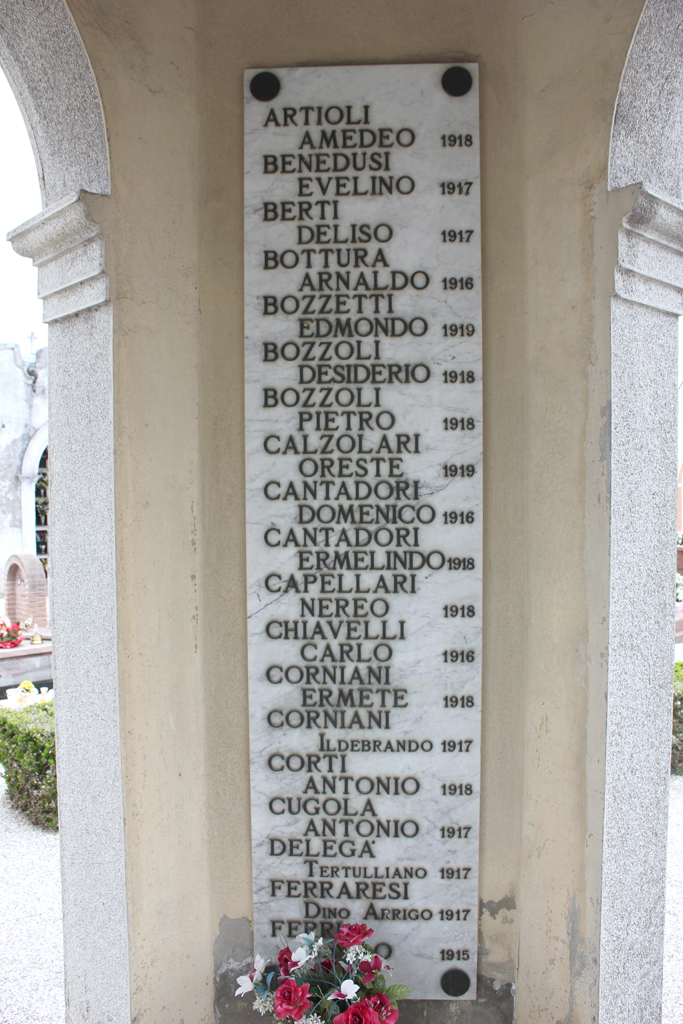 ARTIOLI
AMEDEO 1918
BENEDUSI
EVELINO 1917
BERTI
DELISO 1917
BOTTURA
ARNALDO 1916
BOZZETTI
EDMONDO 1919
BOZZOLI
DESIDERIO 1918
BOZZOLI
PIETRO 1918
CALZOLARI
ORESTE 1919
CANTADORI
DOMENICO 1916
CANTADORI
ERMELINDO 1918
CAPELLARI
NEREO 1918
CHIAVELLI
CARLO 1916
CORNIANI
ERMETE 1918
CORNIANI
ILDEBRANDO 1917
CORTI
ANTONIO 1918
CUGOLA
ANTONIO 1917
DELEGA'
TERTULLIANO 1917
FERRARESI
DINO ARRIGO 1917
1915